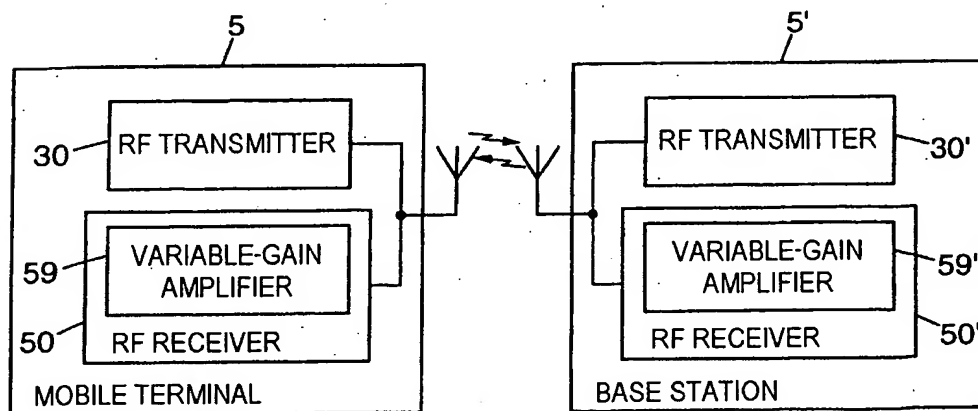 5
5'
RF TRANSMITTER
30
RF TRANSMITTER
30'
VARIABLE-GAIN
AMPLIFIER
59
VARIABLE-GAIN
AMPLIFIER
59'
50
RF RECEIVER
RF RECEIVER
50'
MOBILE TERMINAL
BASE STATION